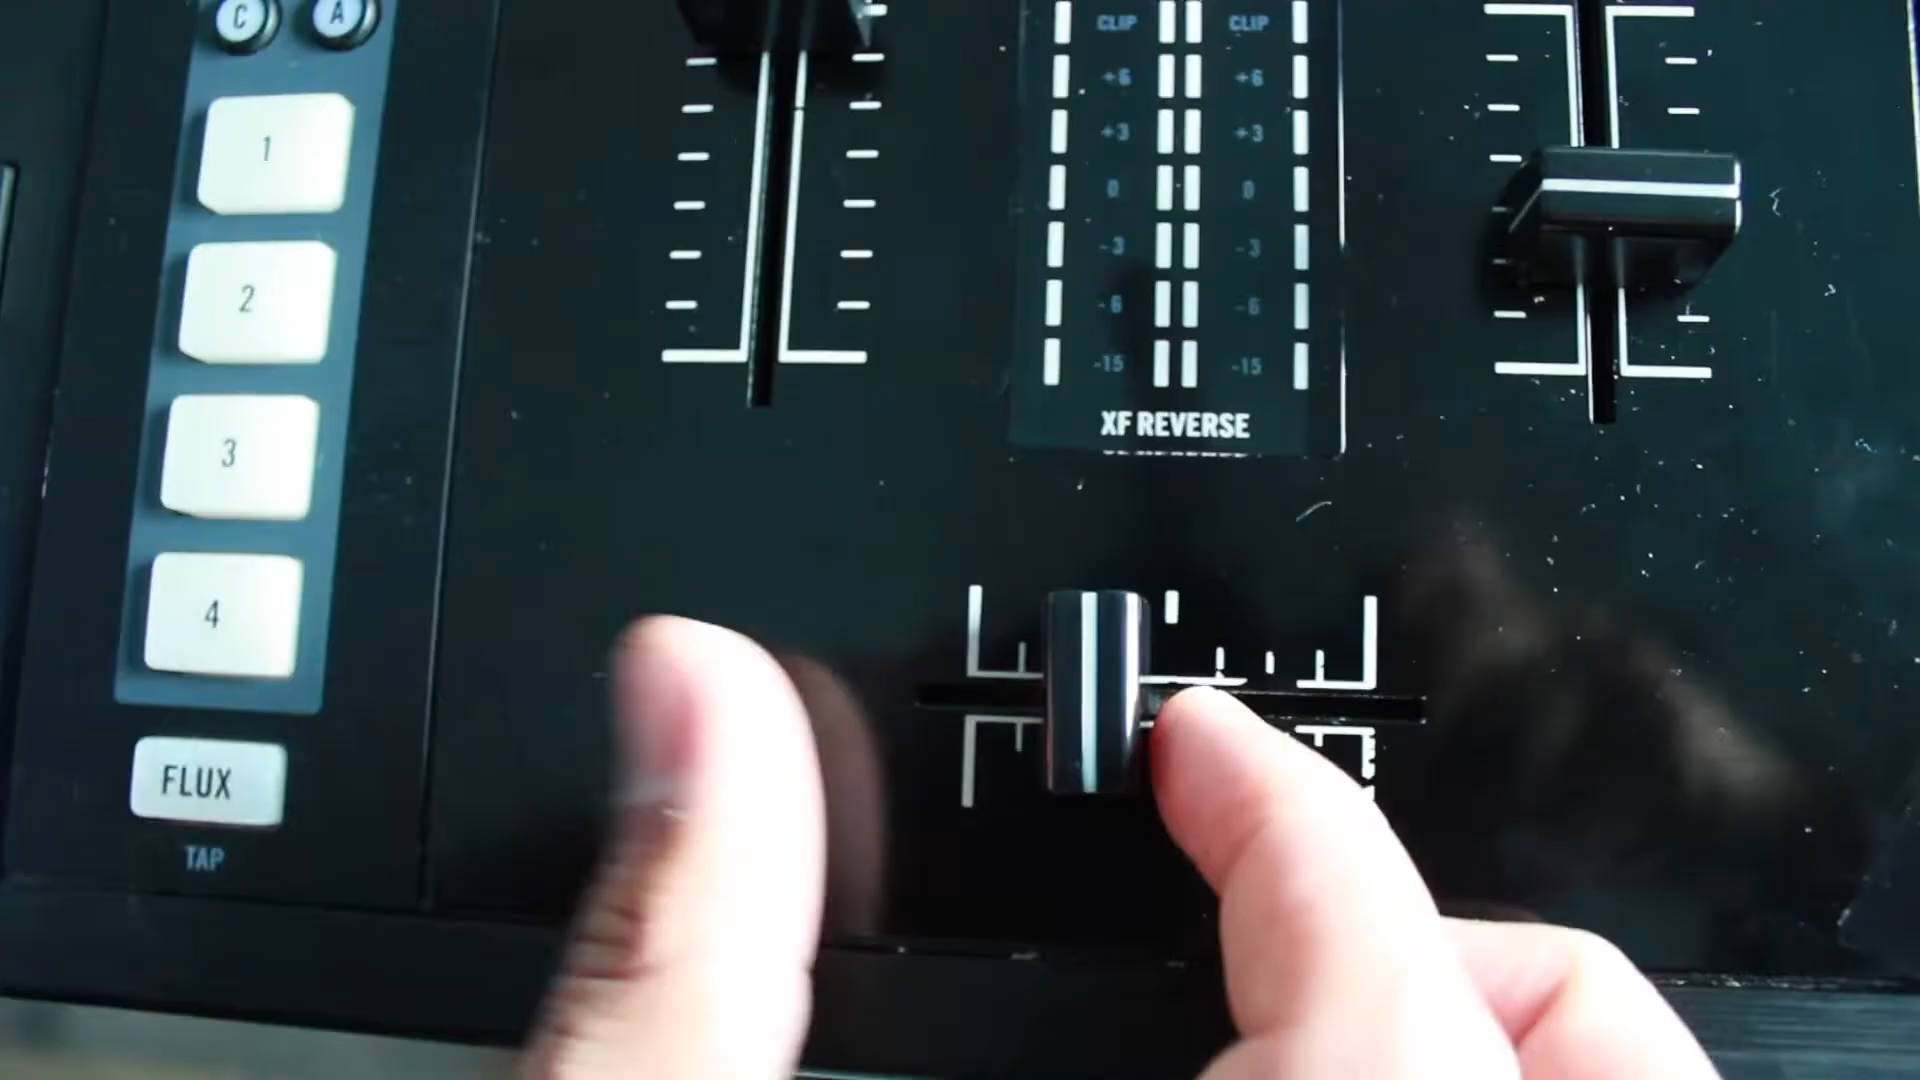 C A
1
2
3
4
FLUX
TAP
CLIP CLIP
+6 +6
+3 +3
0 0
-3 -3
-6 -6
-15 -15
XF REVERSE